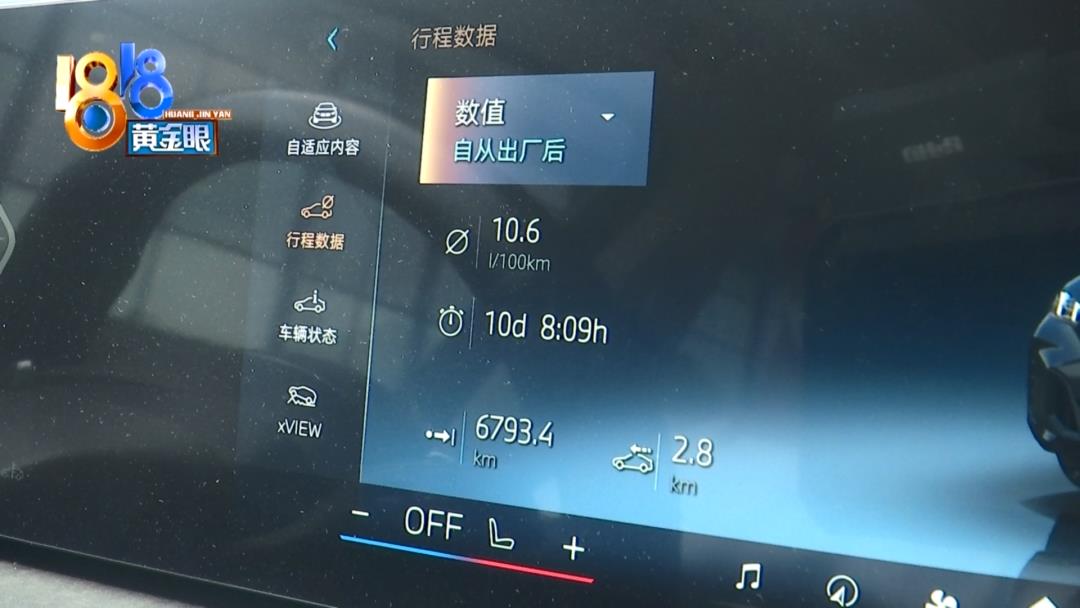 行程数据
1818
HUANG JIN YAN
黄金眼
自适应内容
数值
自从出厂后
行程数据
10.6
l/100km
车辆状态
10d 8:09h
xVIEW
6793.4
km
2.8
km
- OFF +